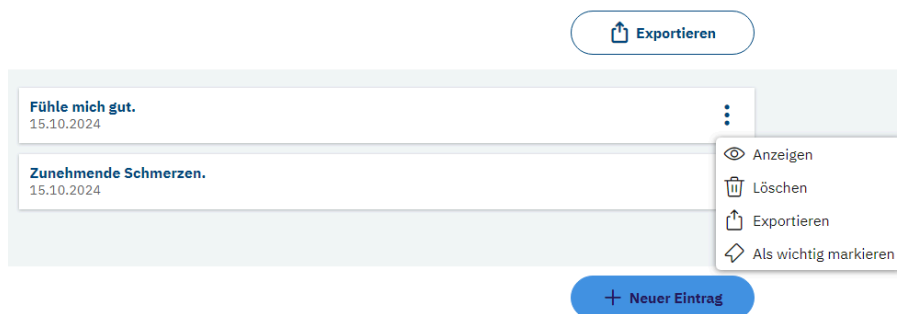 Exportieren
Fühle mich gut.
15.10.2024
Anzeigen
Zunehmende Schmerzen.
Löschen
15.10.2024
Exportieren
Als wichtig markieren
Neuer Eintrag